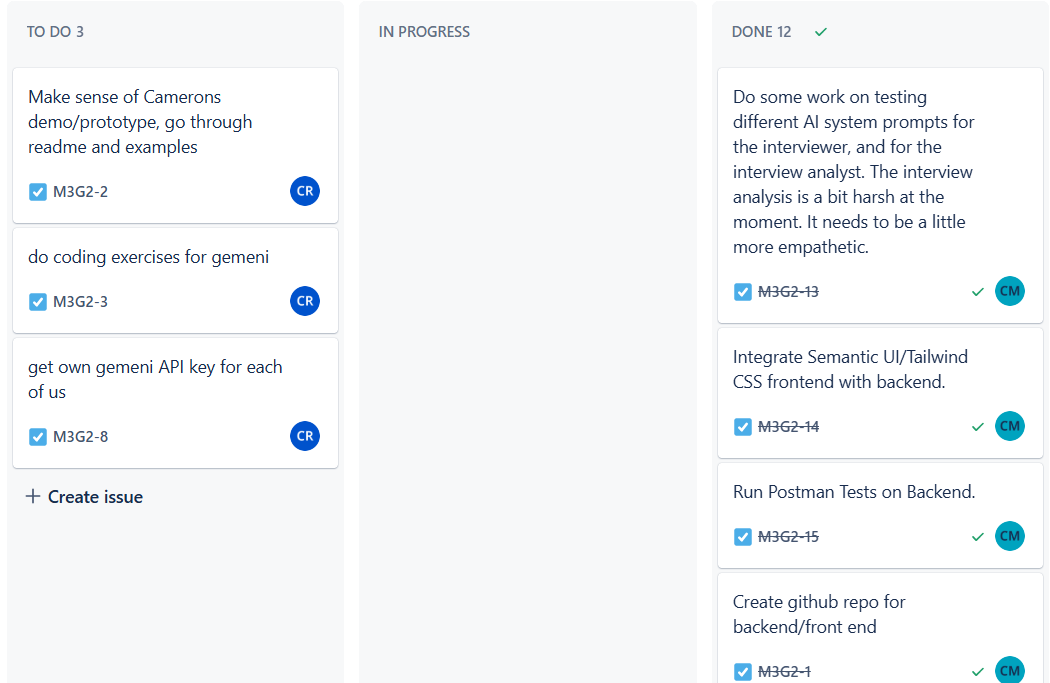 TO DO 3
Make sense of Camerons
demo/prototype, go through
readme and examples
M3G2-2
CR
do coding exercises for gemeni
M3G2-3
CR
get own gemeni API key for each
of us
M3G2-8
CR
+ Create issue
IN PROGRESS
DONE 12
Do some work on testing
different AI system prompts for
the interviewer, and for the
interview analyst. The interview
analysis is a bit harsh at the
moment. It needs to be a little
more empathetic.
M3G2-13
CM
Integrate Semantic UI/Tailwind
CSS frontend with backend.
M3G2-14
CM
Run Postman Tests on Backend.
M3G2-15
CM
Create github repo for
backend/front end
M3G2-1
CM